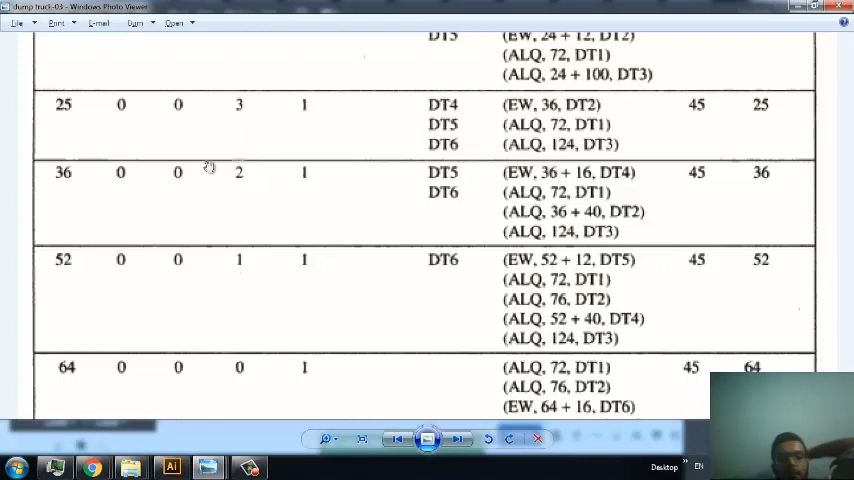 dump truck-03 - Windows Photo Viewer
File Print E-mail Burn Open
DT5 (EW, 24 + 12, DT2)
(ALQ, 72, DT1)
(ALQ, 24 + 100, DT3)
25 0 0 3 1 DT4 (EW, 36, DT2) 45 25
DT5 (ALQ, 72, DT1)
DT6 (ALQ, 124, DT3)
36 0 0 2 1 DT5 (EW, 36 + 16, DT4) 45 36
DT6 (ALQ, 72, DT1)
(ALQ, 36 + 40, DT2)
(ALQ, 124, DT3)
52 0 0 1 1 DT6 (EW, 52 + 12, DT5) 45 52
(ALQ, 72, DT1)
(ALQ, 76, DT2)
(ALQ, 52 + 40, DT4)
(ALQ, 124, DT3)
64 0 0 0 1 (ALQ, 72, DT1) 45 64
(ALQ, 76, DT2)
(EW, 64 + 16, DT6)
Ai Desktop » EN